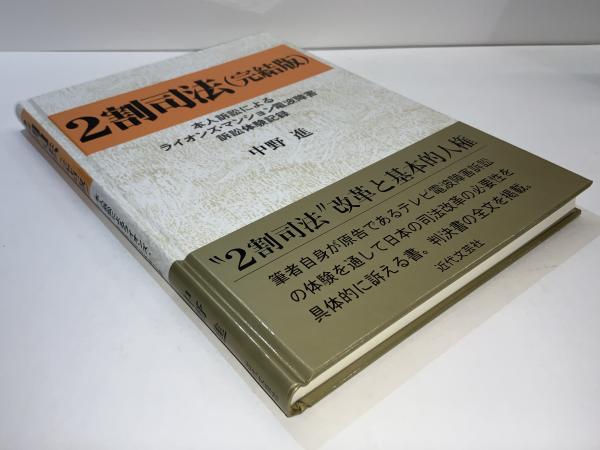 2割司法(完結版)
本人訴訟による
ライオンズ・マンション電波障害
訴訟体験記録
中野 進
"2割司法"改革と基本的人権
筆者自身が原告であるテレビ電波障害訴訟
の体験を通して日本の司法改革の必要性を
具体的に訴える書。判決書の全文を掲載。
近代文芸社